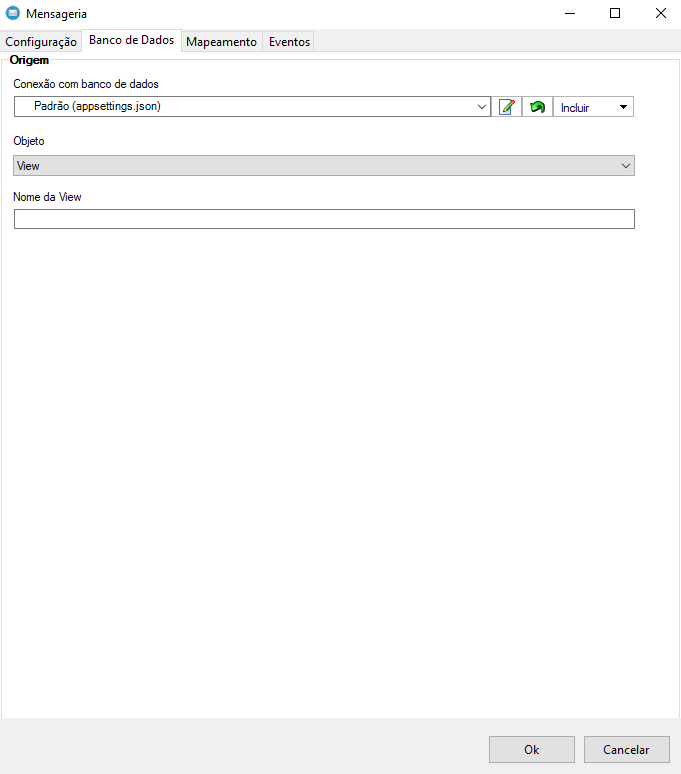 Mensageria
Configuração Banco de Dados Mapeamento Eventos
Origem
Conexão com banco de dados
Padrão (appsettings.json) Incluir
Objeto
View
Nome da View
Ok Cancelar